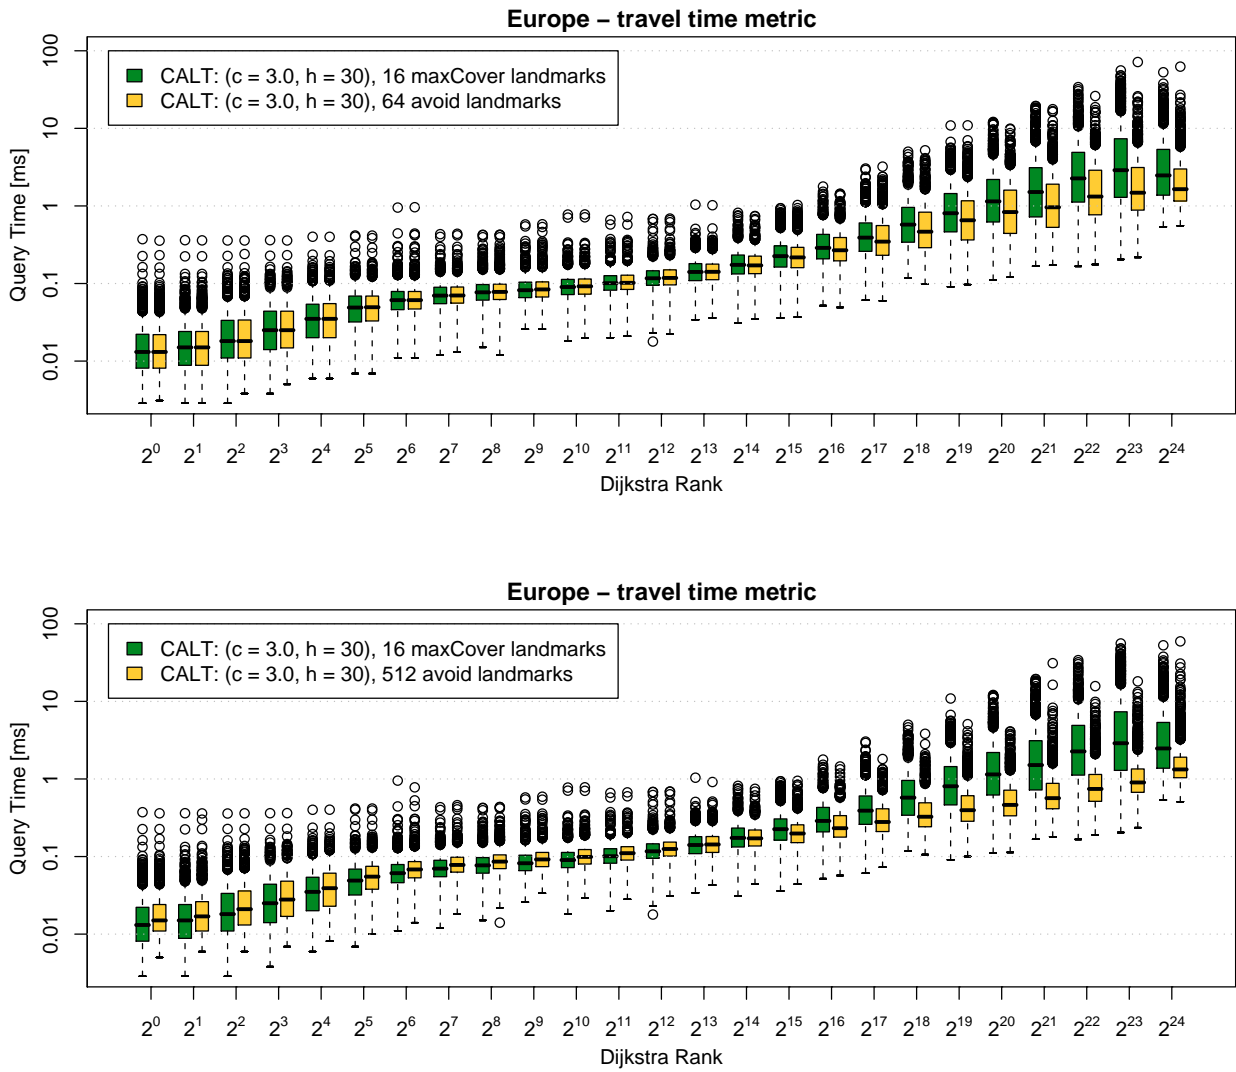 Europe – travel time metric
CALT: (c = 3.0, h = 30), 16 maxCover landmarks
CALT: (c = 3.0, h = 30), 64 avoid landmarks
Query Time [ms]
100
10
1
0.1
0.01
2^0 2^1 2^2 2^3 2^4 2^5 2^6 2^7 2^8 2^9 2^10 2^11 2^12 2^13 2^14 2^15 2^16 2^17 2^18 2^19 2^20 2^21 2^22 2^23 2^24
Dijkstra Rank
Europe – travel time metric
CALT: (c = 3.0, h = 30), 16 maxCover landmarks
CALT: (c = 3.0, h = 30), 512 avoid landmarks
Query Time [ms]
100
10
1
0.1
0.01
2^0 2^1 2^2 2^3 2^4 2^5 2^6 2^7 2^8 2^9 2^10 2^11 2^12 2^13 2^14 2^15 2^16 2^17 2^18 2^19 2^20 2^21 2^22 2^23 2^24
Dijkstra Rank